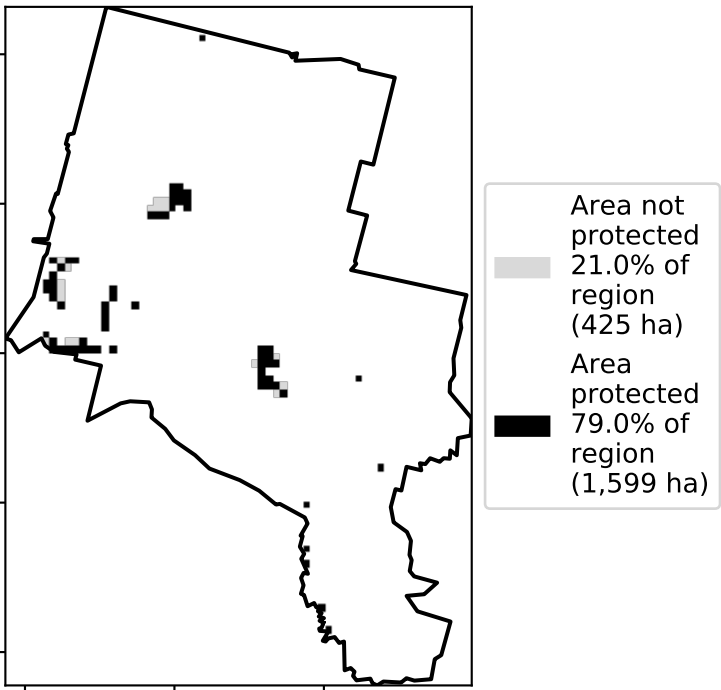 Area not
protected
21.0% of
region
(425 ha)
Area
protected
79.0% of
region
(1,599 ha)